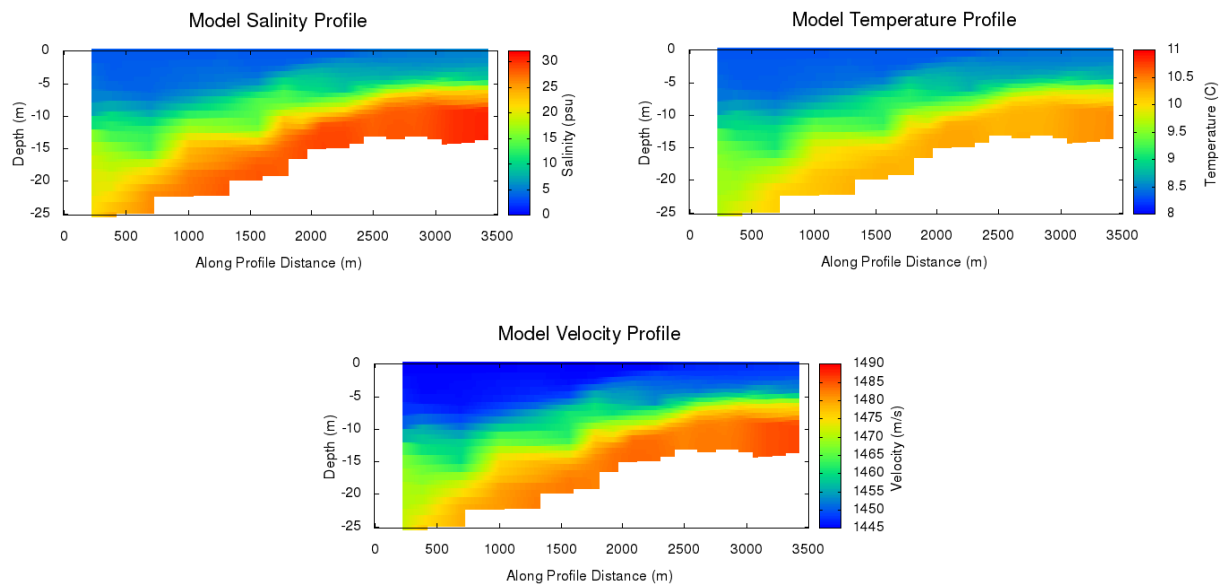 Model Salinity Profile
0
-5
-10
-15
-20
-25
Depth (m)
0 500 1000 1500 2000 2500 3000 3500
Along Profile Distance (m)
30
25
20
15
10
5
0
Salinity (psu)
Model Temperature Profile
0
-5
-10
-15
-20
-25
Depth (m)
0 500 1000 1500 2000 2500 3000 3500
Along Profile Distance (m)
11
10.5
10
9.5
9
8.5
8
Temperature (C)
Model Velocity Profile
0
-5
-10
-15
-20
-25
Depth (m)
0 500 1000 1500 2000 2500 3000 3500
Along Profile Distance (m)
1490
1485
1480
1475
1470
1465
1460
1455
1450
1445
Velocity (m/s)